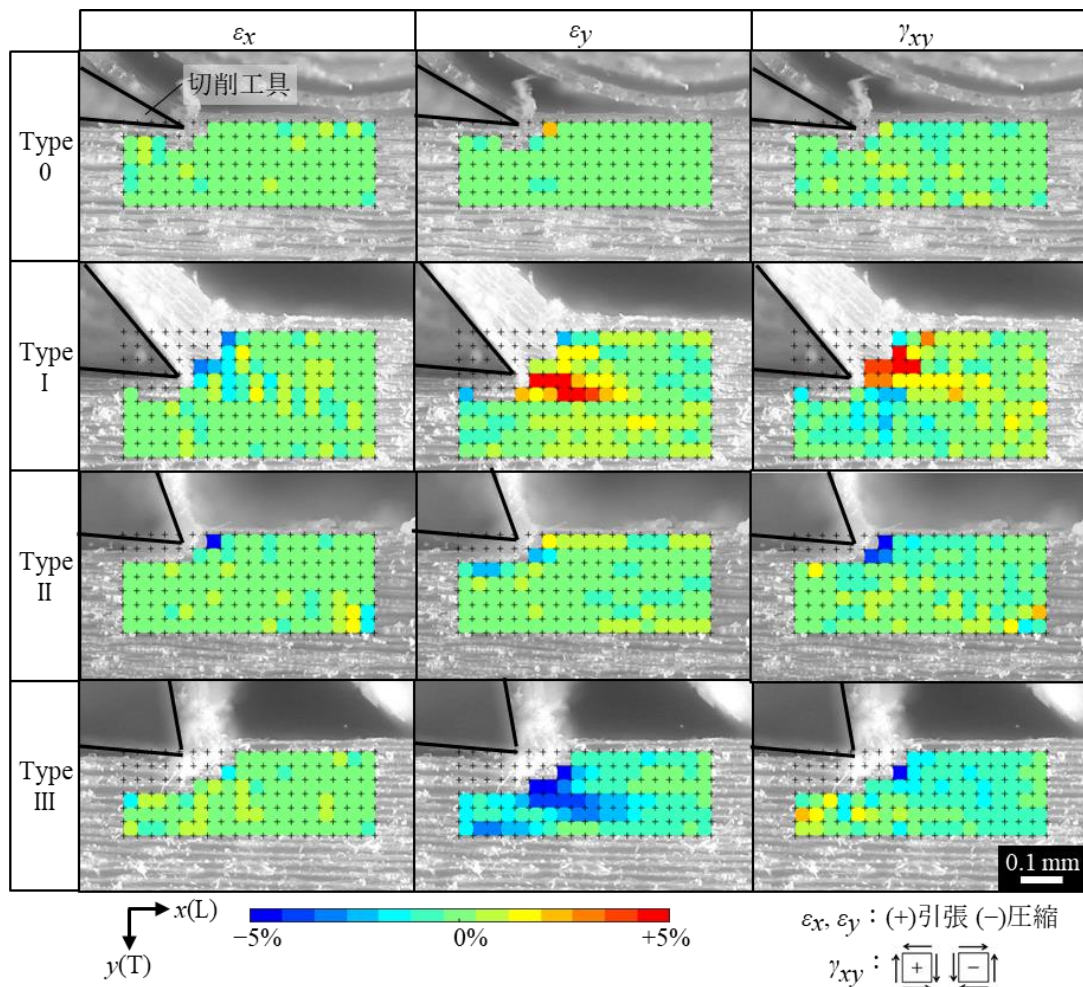 εx εy γxy
切削工具
Type
0
Type
I
Type
II
Type
III
0.1 mm
x(L)
y(T)
−5% 0% +5%
εx, εy：(+)引張 (−)圧縮
γxy： + −